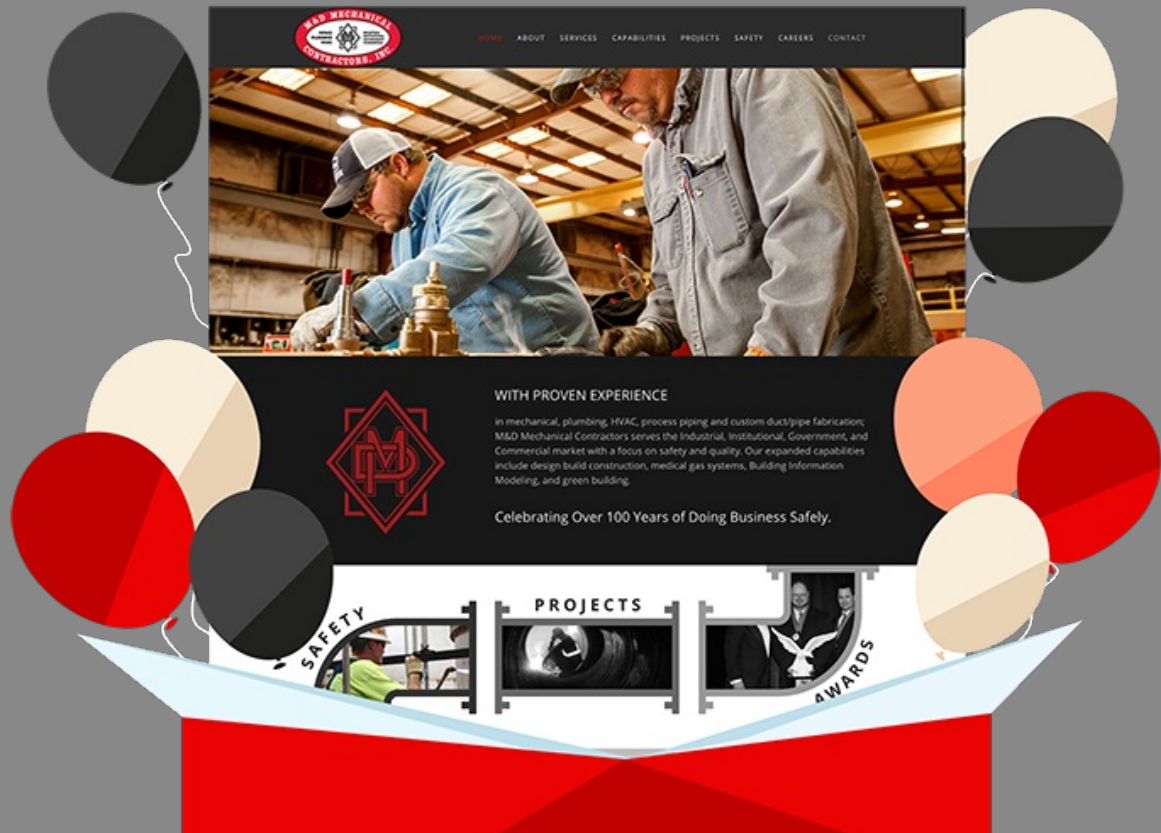 M&D MECHANICAL
CONTRACTORS, INC.
HOME ABOUT SERVICES CAPABILITIES PROJECTS SAFETY CAREERS CONTACT
WITH PROVEN EXPERIENCE
in mechanical, plumbing, HVAC, process piping and custom duct/pipe fabrication;
M&D Mechanical Contractors serves the Industrial, Institutional, Government, and
Commercial market with a focus on safety and quality. Our expanded capabilities
include design build construction, medical gas systems, Building Information
Modeling, and green building.
Celebrating Over 100 Years of Doing Business Safely.
SAFETY
PROJECTS
AWARDS